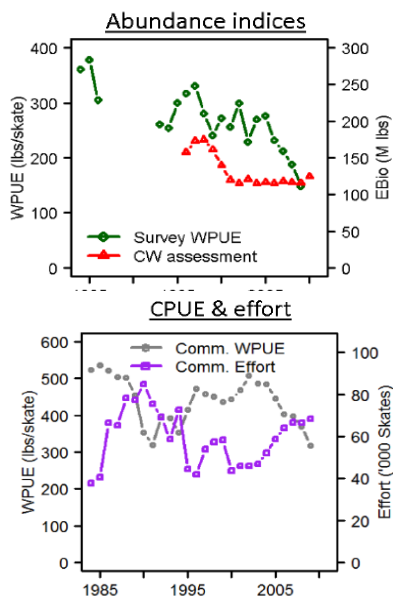 Abundance indices
400
300
200
100
0
WPUE (lbs/skate)
300
250
200
150
100
50
0
EBio (M lbs)
Survey WPUE
CW assessment
CPUE & effort
600
500
400
300
200
100
0
WPUE (lbs/skate)
Comm. WPUE
Comm. Effort
100
80
60
40
20
0
Effort ('000 Skates)
1985
1995
2005